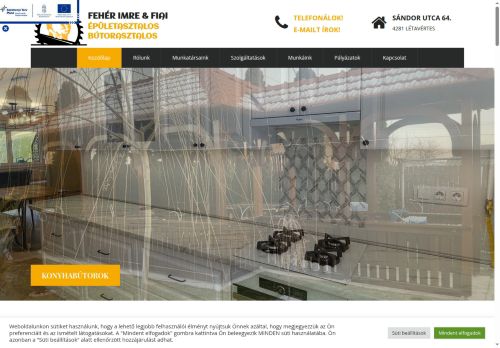 FEHÉR IMRE & FIAI
ÉPÜLETASZTALOS
BÚTORASZTALOS
TELEFONÁLOK!
E-MAILT ÍROK!
SÁNDOR UTCA 64.
4281 LÉTAVÉRTES
Kezdőlap Rólunk Munkatársaink Szolgáltatások Munkáink Pályázatok Kapcsolat
KONYHABÚTOROK
Weboldalunkon sütiket használunk, hogy a lehető legjobb felhasználói élményt nyújtsuk Önnek azáltal, hogy megjegyezzük az Ön
preferenciáit és az ismételt látogatásokat. A "Mindent elfogadok" gombra kattintva Ön beleegyezik MINDEN süti használatába. Ön
azonban a "Süti beállítások" alatt ellenőrzött hozzájárulást adhat.
Süti beállítások Mindent elfogadok